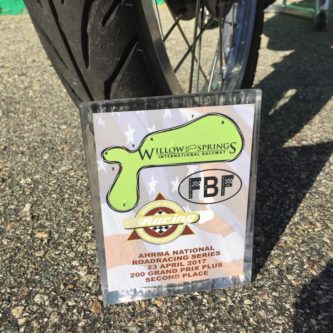 WILLOW SPRINGS
INTERNATIONAL RACEWAY
FBF
Racing
AHRMA NATIONAL
ROADRACING SERIES
23 APRIL 2017
200 GRAND PRIX PLUS
SECOND PLACE